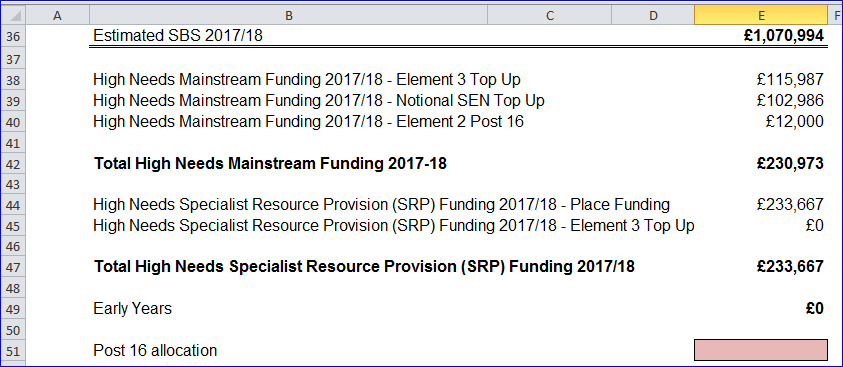 A B C D E F
36 Estimated SBS 2017/18 £1,070,994
37
38 High Needs Mainstream Funding 2017/18 - Element 3 Top Up £115,987
39 High Needs Mainstream Funding 2017/18 - Notional SEN Top Up £102,986
40 High Needs Mainstream Funding 2017/18 - Element 2 Post 16 £12,000
41
42 Total High Needs Mainstream Funding 2017-18 £230,973
43
44 High Needs Specialist Resource Provision (SRP) Funding 2017/18 - Place Funding £233,667
45 High Needs Specialist Resource Provision (SRP) Funding 2017/18 - Element 3 Top Up £0
46
47 Total High Needs Specialist Resource Provision (SRP) Funding 2017/18 £233,667
48
49 Early Years £0
50
51 Post 16 allocation